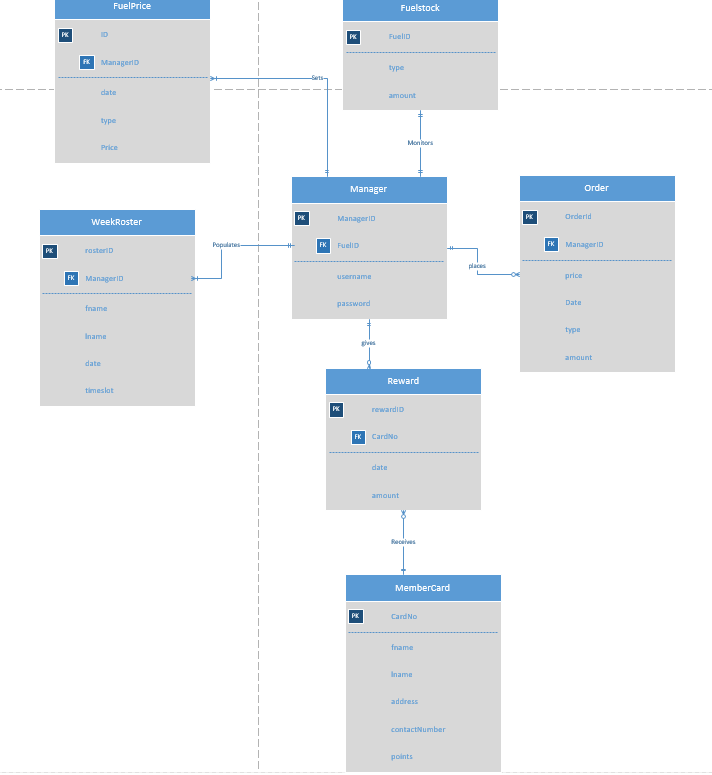 FuelPrice
PK ID
FK ManagerID
date
type
Price
Fuelstock
PK FuelID
type
amount
Sets
Monitors
Manager
PK ManagerID
FK FuelID
username
password
Order
PK OrderId
FK ManagerID
price
Date
type
amount
WeekRoster
PK rosterID
FK ManagerID
fname
lname
date
timeslot
Populates
places
gives
Reward
PK rewardID
FK CardNo
date
amount
Receives
MemberCard
PK CardNo
fname
lname
address
contactNumber
points